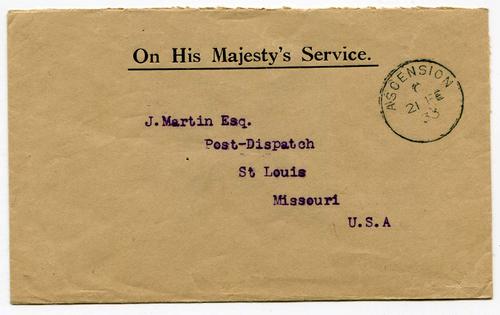 On His Majesty's Service.
ASCENSION
C
21 FE
33
J.Martin Esq.
Post-Dispatch
St Louis
Missouri
U.S.A